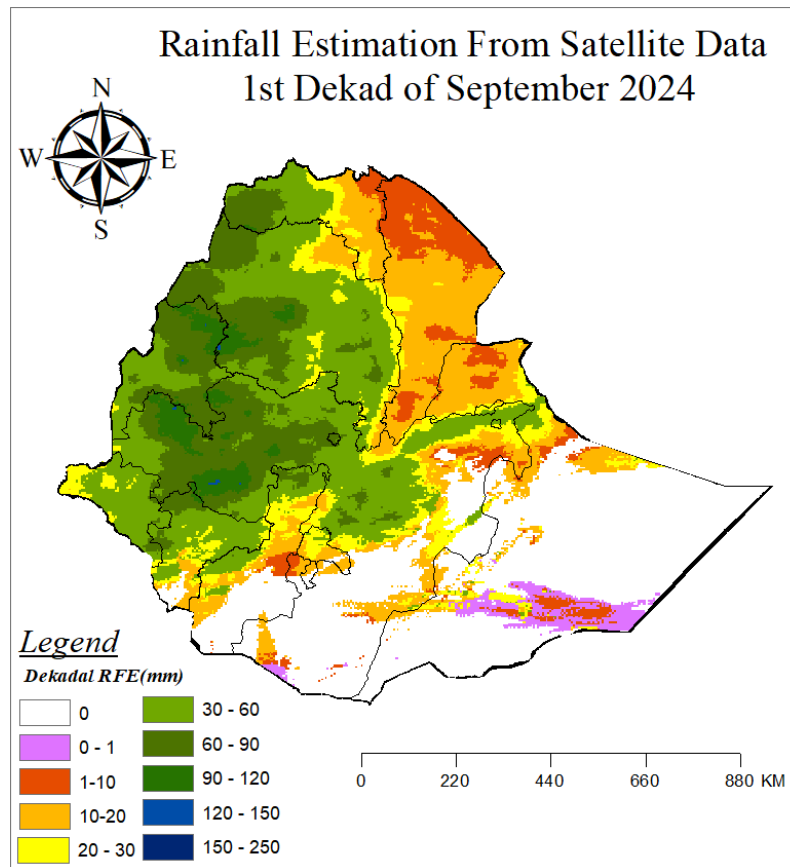 Rainfall Estimation From Satellite Data
1st Dekad of September 2024
N
W
E
S
Legend
Dekadal RFE(mm)
0
0 - 1
1-10
10-20
20 - 30
30 - 60
60 - 90
90 - 120
120 - 150
150 - 250
0 220 440 660 880 KM